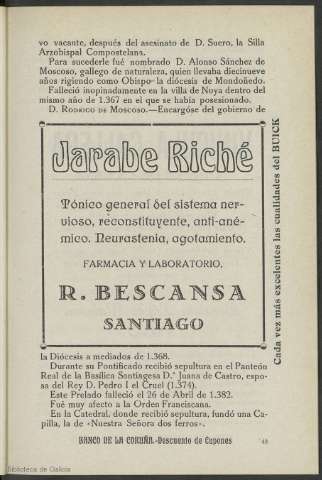 vo vacante, después del asesinato de D. Suero, la Silla
Arzobispal Compostelana.
Para sucederle fué nombrado D. Alonso Sánchez de
Moscoso, gallego de naturaleza, quien llevaba diecinueve
años rigiendo como Obispo la diócesis de Mondoñedo.
Falleció inopinadamente en la villa de Noya dentro del
mismo año de 1.367 en el que se había posesionado.
D. RODRIGO DE MOSCOSO.—Encargóse del gobierno de
Jarabe Riché
Tónico general del sistema ner-
vioso, reconstituyente, anti-ané-
mico. Neurastenia, agotamiento.
FARMACIA Y LABORATORIO.
R. BESCANSA
SANTIAGO
Cada vez más excelentes las cualidades del BUICK
la Diócesis a mediados de 1.368.
Durante su Pontificado recibió sepultura en el Panteón
Real de la Basílica Santiagesa D.ª Juana de Castro, espo-
sa del Rey D. Pedro I el Cruel (1.374).
Este Prelado falleció el 26 de Abril de 1.382.
Fué muy afecto a la Orden Franciscana.
En la Catedral, donde recibió sepultura, fundó una Ca-
pilla, la de «Nuestra Señora dos ferros».
BANCO DE LA CORUÑA.-Descuento de Cupones
Biblioteca de Galicia